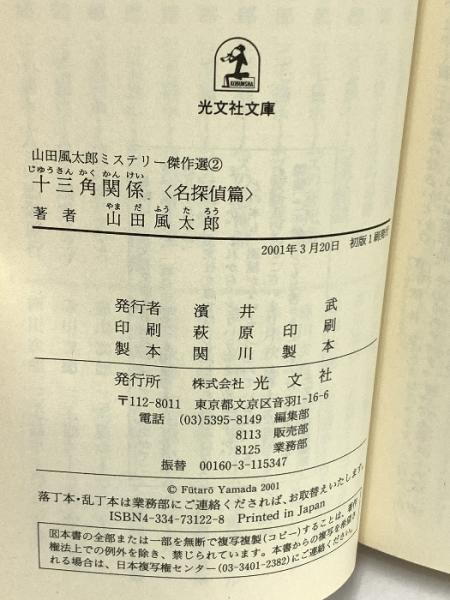 KOBUNSHA
光文社文庫
山田風太郎ミステリー傑作選②
じゅうさんかくかんけい
十三角関係〈名探偵篇〉
やまだふうたろう
著者 山田風太郎
2001年3月20日 初版1刷発行
発行者 濱井 武
印刷 萩原印刷
製本 関川製本
発行所 株式会社 光文社
〒112-8011 東京都文京区音羽1-16-6
電話 (03)5395-8149 編集部
8113 販売部
8125 業務部
振替 00160-3-115347
© Fūtarō Yamada 2001
落丁本・乱丁本は業務部にご連絡くだされば、お取替えいたします。
ISBN4-334-73122-8 Printed in Japan
R本書の全部または一部を無断で複写複製(コピー)することは、著作
権法上での例外を除き、禁じられています。本書からの複写を希望さ
れる場合は、日本複写権センター(03-3401-2382)にご連絡ください。